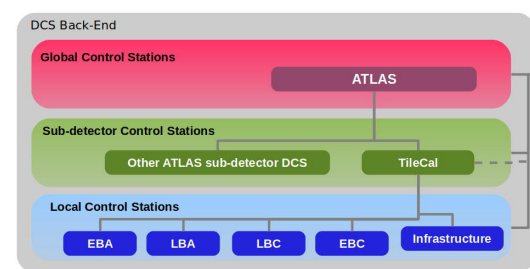 DCS Back-End
Global Control Stations
ATLAS
Sub-detector Control Stations
Other ATLAS sub-detector DCS
TileCal
Local Control Stations
EBA
LBA
LBC
EBC
Infrastructure